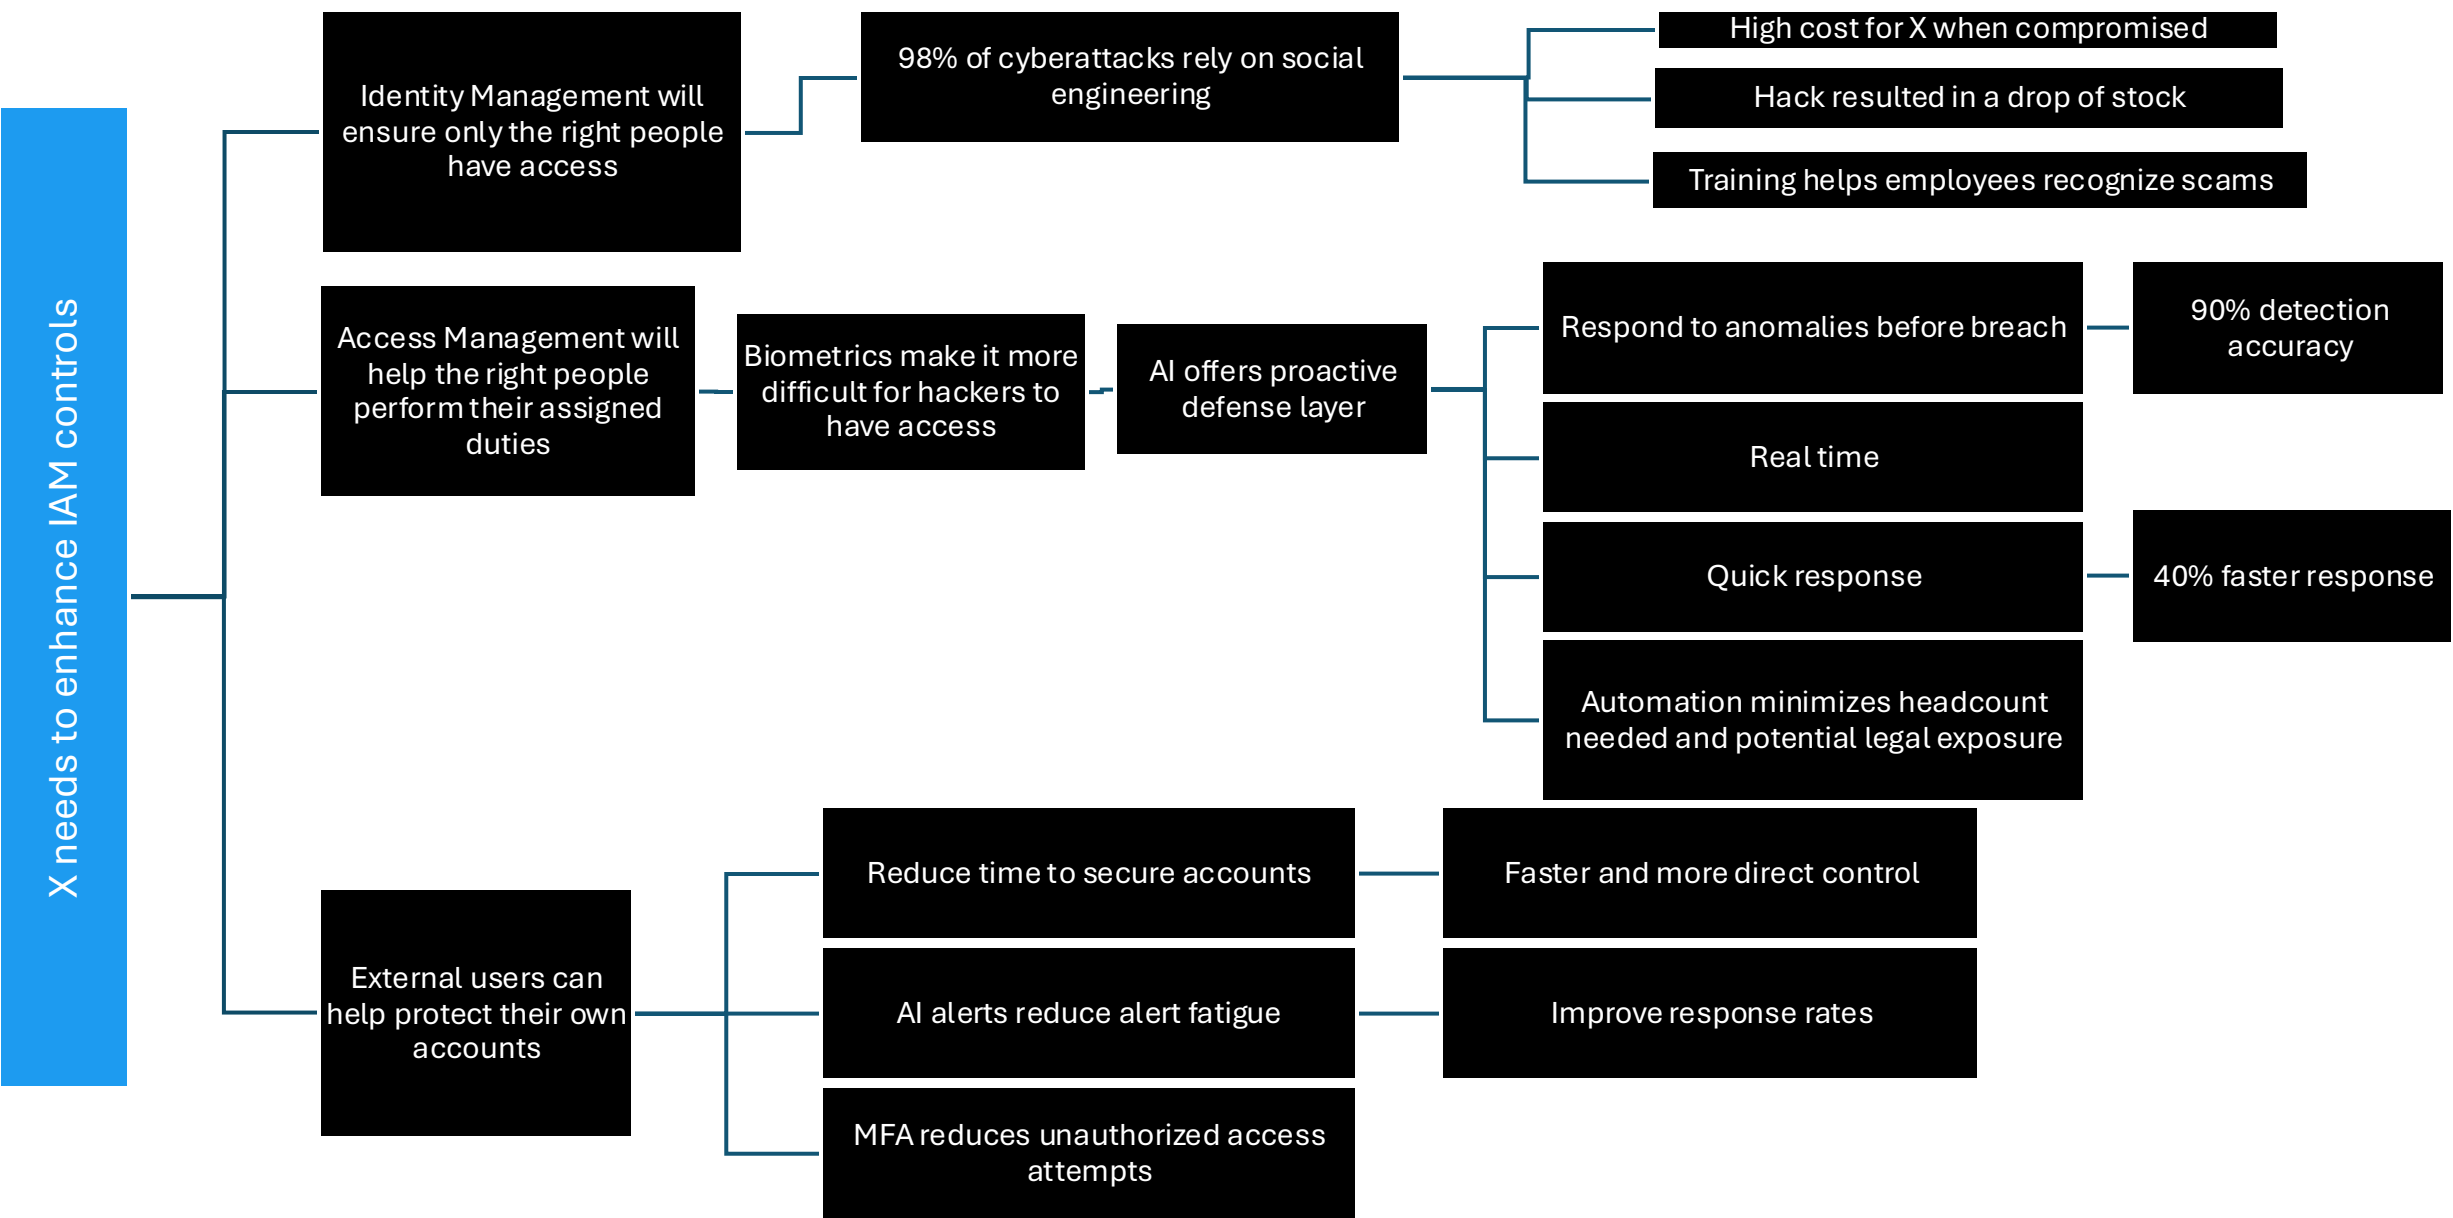 X needs to enhance IAM controls
Identity Management will
ensure only the right people
have access
98% of cyberattacks rely on social
engineering
High cost for X when compromised
Hack resulted in a drop of stock
Training helps employees recognize scams
Access Management will
help the right people
perform their assigned
duties
Biometrics make it more
difficult for hackers to
have access
AI offers proactive
defense layer
Respond to anomalies before breach
90% detection
accuracy
Real time
Quick response
40% faster response
Automation minimizes headcount
needed and potential legal exposure
External users can
help protect their own
accounts
Reduce time to secure accounts
Faster and more direct control
AI alerts reduce alert fatigue
Improve response rates
MFA reduces unauthorized access
attempts